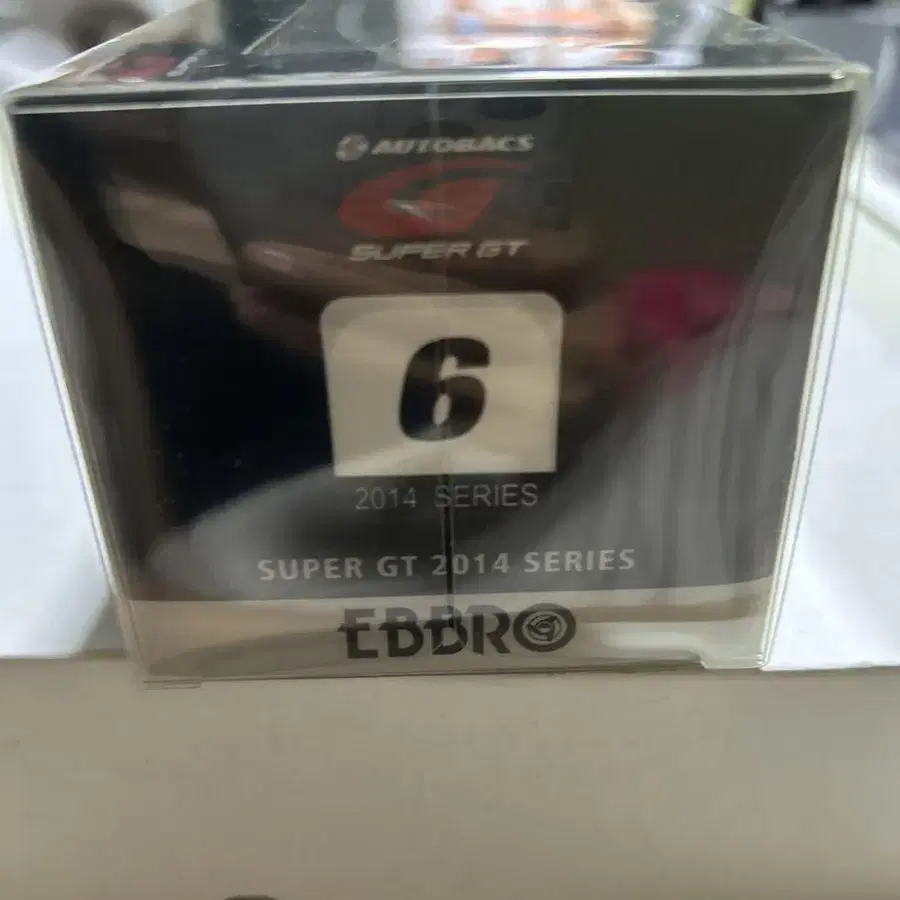 AUTOBACS
SUPER GT
6
2014 SERIES
SUPER GT 2014 SERIES
EBBRO